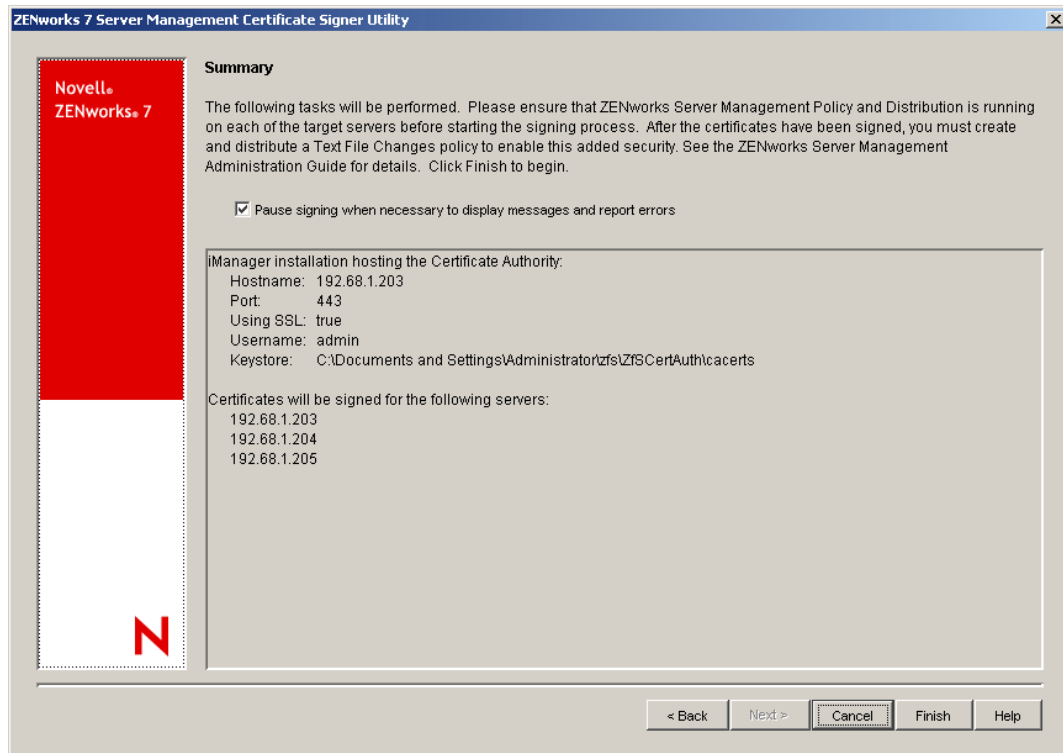 ZENworks 7 Server Management Certificate Signer Utility
Novell®
ZENworks® 7
Summary
The following tasks will be performed. Please ensure that ZENworks Server Management Policy and Distribution is running
on each of the target servers before starting the signing process. After the certificates have been signed, you must create
and distribute a Text File Changes policy to enable this added security. See the ZENworks Server Management
Administration Guide for details. Click Finish to begin.
Pause signing when necessary to display messages and report errors
iManager installation hosting the Certificate Authority:
Hostname: 192.68.1.203
Port: 443
Using SSL: true
Username: admin
Keystore: C:\Documents and Settings\Administrator\zfs\ZfSCertAuth\cacerts
Certificates will be signed for the following servers:
192.68.1.203
192.68.1.204
192.68.1.205
N
< Back Next > Cancel Finish Help